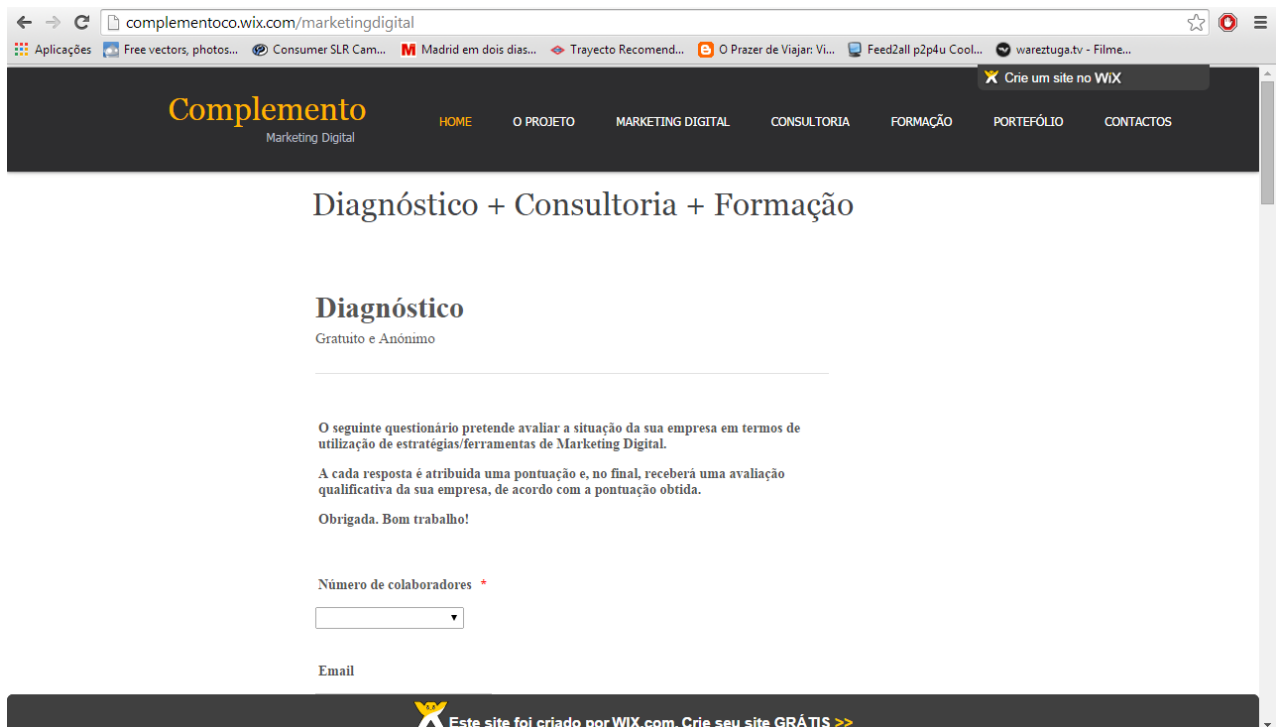 complementoco.wix.com/marketingdigital
Aplicações Free vectors, photos... Consumer SLR Cam... Madrid em dois dias... Trayecto Recomend... O Prazer de Viajar: Vi... Feed2all p2p4u Cool... wareztuga.tv - Filme...
Crie um site no WiX
Complemento
Marketing Digital
HOME O PROJETO MARKETING DIGITAL CONSULTORIA FORMAÇÃO PORTEFÓLIO CONTACTOS
Diagnóstico + Consultoria + Formação
Diagnóstico
Gratuito e Anónimo
O seguinte questionário pretende avaliar a situação da sua empresa em termos de
utilização de estratégias/ferramentas de Marketing Digital.
A cada resposta é atribuida uma pontuação e, no final, receberá uma avaliação
qualificativa da sua empresa, de acordo com a pontuação obtida.
Obrigada. Bom trabalho!
Número de colaboradores *
Email
Este site foi criado por WIX.com. Crie seu site GRÁTIS >>